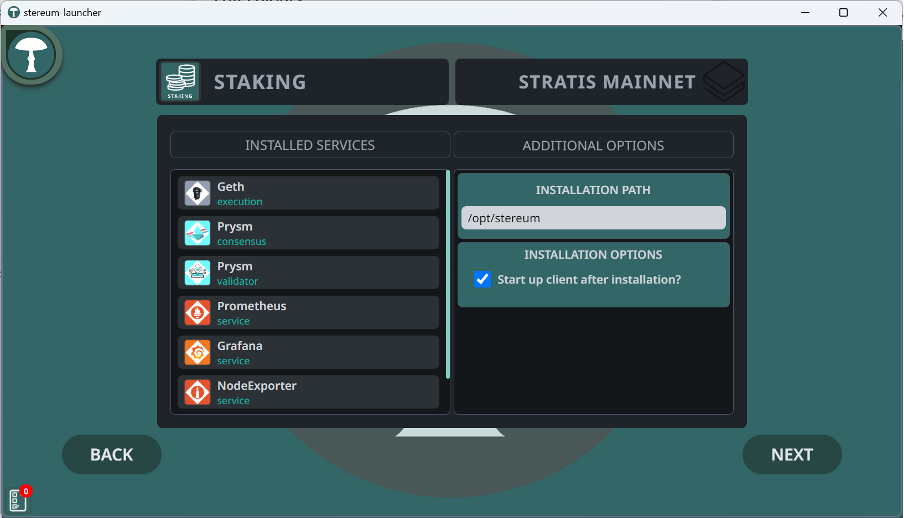 stereum-launcher
STAKING
STAKING
STRATIS MAINNET
INSTALLED SERVICES
ADDITIONAL OPTIONS
Geth
execution
Prysm
consensus
Prysm
validator
Prometheus
service
Grafana
service
NodeExporter
service
INSTALLATION PATH
/opt/stereum
INSTALLATION OPTIONS
Start up client after installation?
BACK
NEXT
0